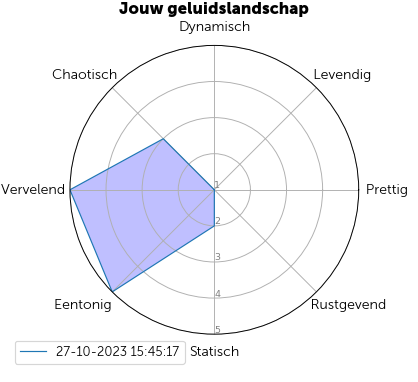 Jouw geluidslandschap
Dynamisch
Chaotisch
Levendig
Vervelend
1
Prettig
2
3
Eentonig
4
Rustgevend
5
27-10-2023 15:45:17
Statisch